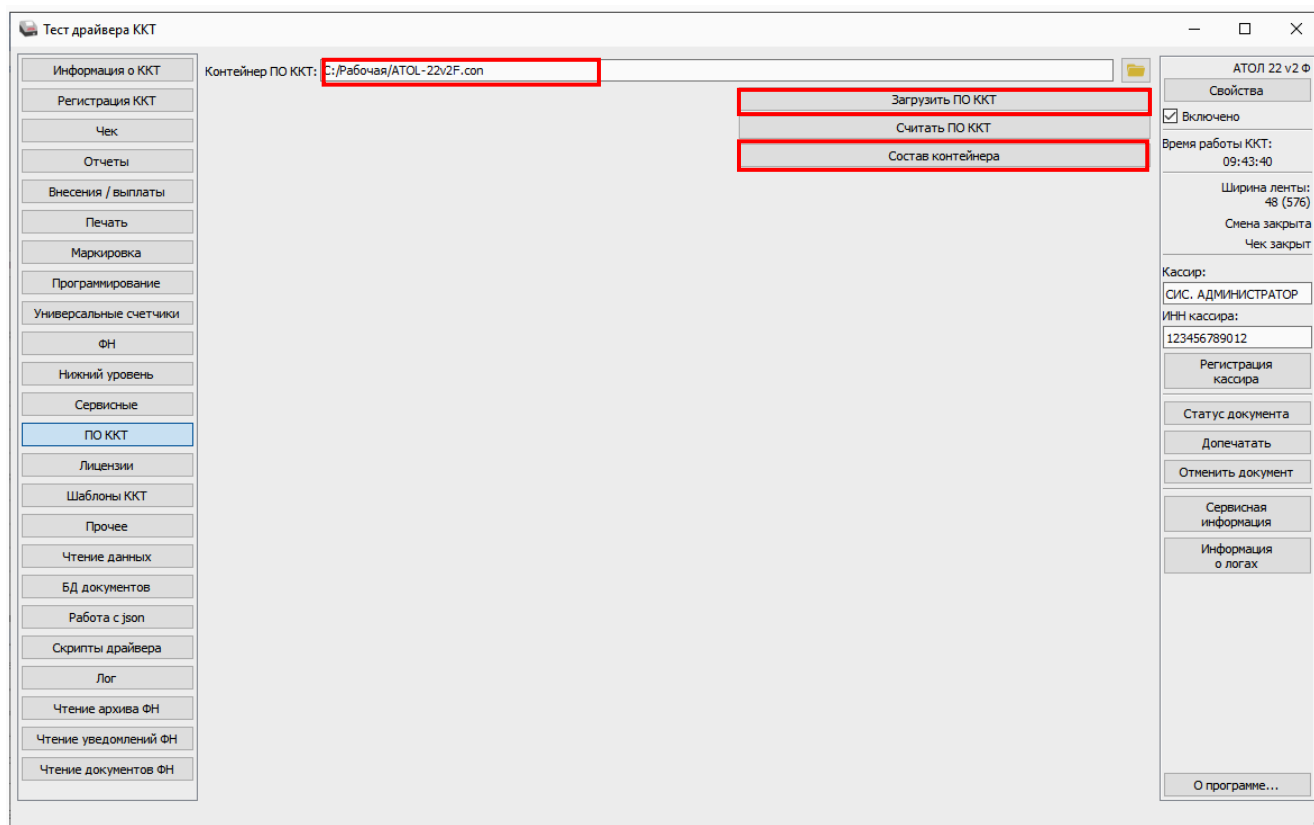 Тест драйвера ККТ
Информация о ККТ
Регистрация ККТ
Чек
Отчеты
Внесения / выплаты
Печать
Маркировка
Программирование
Универсальные счетчики
ФН
Нижний уровень
Сервисные
ПО ККТ
Лицензии
Шаблоны ККТ
Прочее
Чтение данных
БД документов
Работа с json
Скрипты драйвера
Лог
Чтение архива ФН
Чтение уведомлений ФН
Чтение документов ФН
Контейнер ПО ККТ: C:/Рабочая/ATOL-22v2F.con
Загрузить ПО ККТ
Считать ПО ККТ
Состав контейнера
АТОЛ 22 v2 Ф
Свойства
Включено
Время работы ККТ:
09:43:40
Ширина ленты:
48 (576)
Смена закрыта
Чек закрыт
Кассир:
СИС. АДМИНИСТРАТОР
ИНН кассира:
123456789012
Регистрация
кассира
Статус документа
Допечатать
Отменить документ
Сервисная
информация
Информация
о логах
О программе...